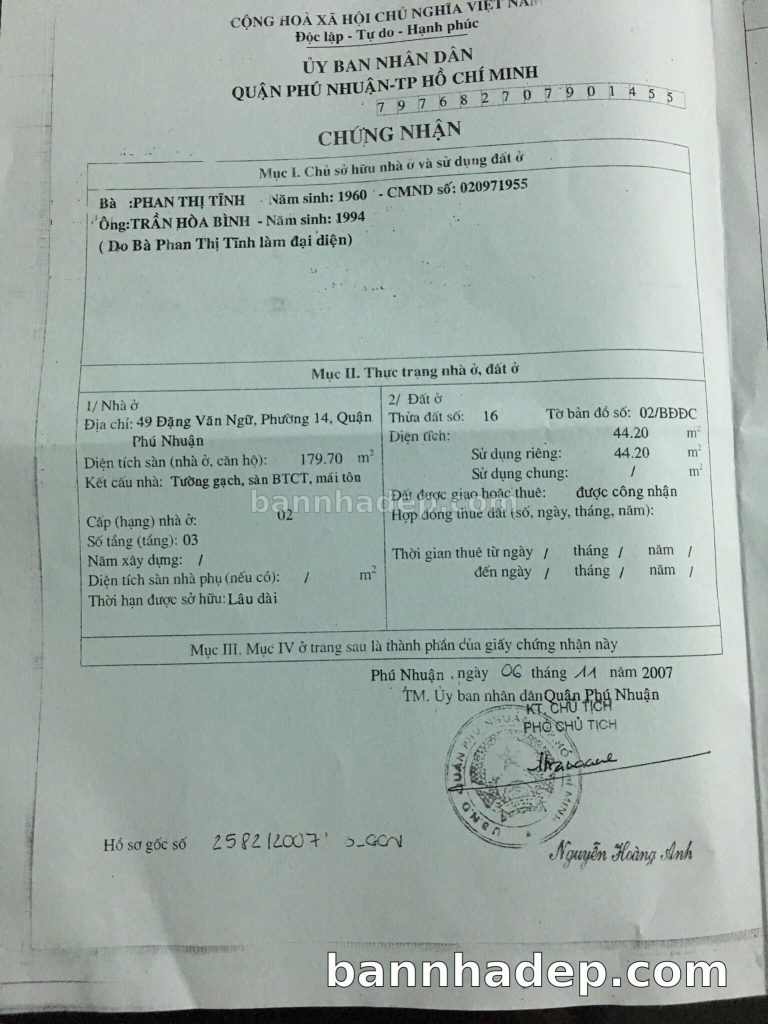 CỘNG HOÀ XÃ HỘI CHỦ NGHĨA VIỆT NAM
Độc lập - Tự do - Hạnh phúc
ỦY BAN NHÂN DÂN
QUẬN PHÚ NHUẬN-TP HỒ CHÍ MINH
7 9 7 6 8 2 7 0 7 9 0 1 4 5 5
CHỨNG NHẬN
Mục I. Chủ sở hữu nhà ở và sử dụng đất ở
Bà :PHAN THỊ TĨNH Năm sinh: 1960 - CMND số: 020971955
Ông:TRẦN HÒA BÌNH - Năm sinh: 1994
( Do Bà Phan Thị Tĩnh làm đại diện)
Mục II. Thực trạng nhà ở, đất ở
1/ Nhà ở
Địa chỉ: 49 Đặng Văn Ngữ, Phường 14, Quận
Phú Nhuận
Diện tích sàn (nhà ở, căn hộ): 179.70 m2
Kết cấu nhà: Tường gạch, sàn BTCT, mái tôn
Cấp (hạng) nhà ở: 02
Số tầng (tầng): 03
Năm xây dựng: /
Diện tích sàn nhà phụ (nếu có): / m2
Thời hạn được sở hữu: Lâu dài
2/ Đất ở
Thửa đất số: 16 Tờ bản đồ số: 02/BĐĐC
Diện tích: 44.20 m2
Sử dụng riêng: 44.20 m2
Sử dụng chung: / m2
Đất được giao hoặc thuê: được công nhận
Hợp đồng thuê đất (số, ngày, tháng, năm):
Thời gian thuê từ ngày / tháng / năm /
đến ngày / tháng / năm /
bannhadep.com
Mục III, Mục IV ở trang sau là thành phần của giấy chứng nhận này
Phú Nhuận , ngày 06 tháng 11 năm 2007
TM. Ủy ban nhân dân Quận Phú Nhuận
KT. CHỦ TỊCH
PHÓ CHỦ TỊCH
U.B.N.D QUẬN PHÚ NHUẬN
Hồ sơ gốc số 2582/2007
Nguyễn Hoàng Anh
bannhadep.com